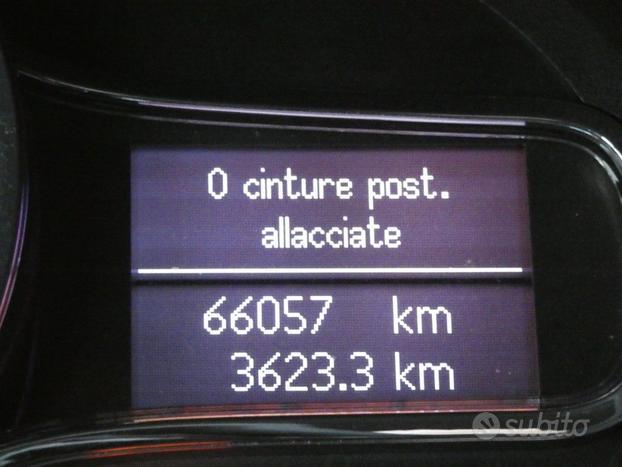 0 cinture post.
allacciate
66057 km
3623.3 km
subito